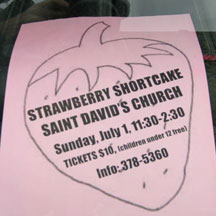 STRAWBERRY SHORTCAKE
SAINT DAVID'S CHURCH
Sunday, July 1, 11:30-2:30
TICKETS $10, (children under 12 free)
Info: 378-5360